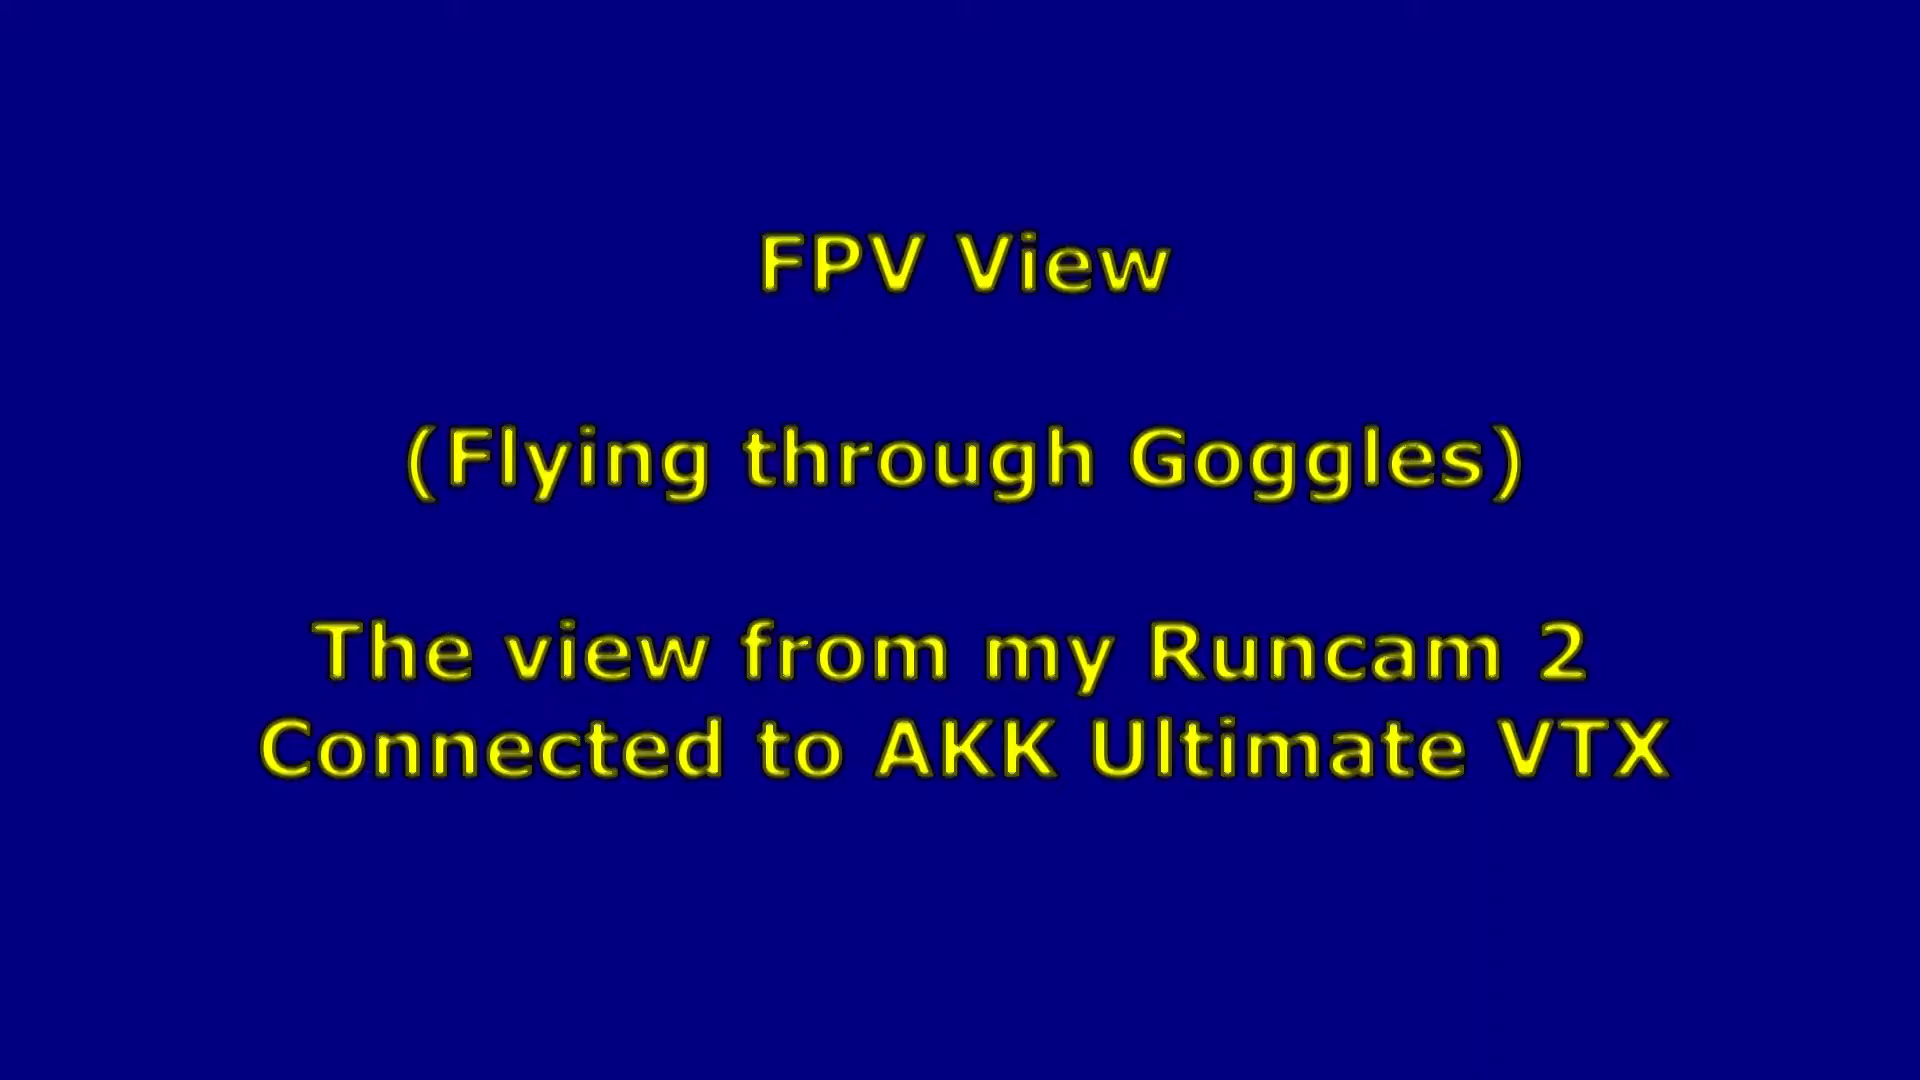 FPV View
(Flying through Goggles)
The view from my Runcam 2
Connected to AKK Ultimate VTX